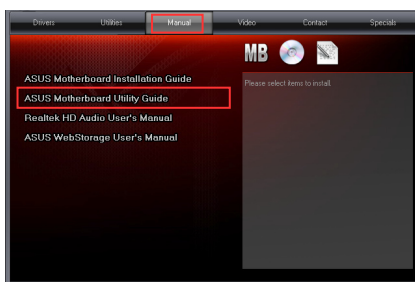 Drivers Utilities Manual Video Contact Specials
MB
ASUS Motherboard Installation Guide
Please select items to install.
ASUS Motherboard Utility Guide
Realtek HD Audio User's Manual
ASUS WebStorage User's Manual